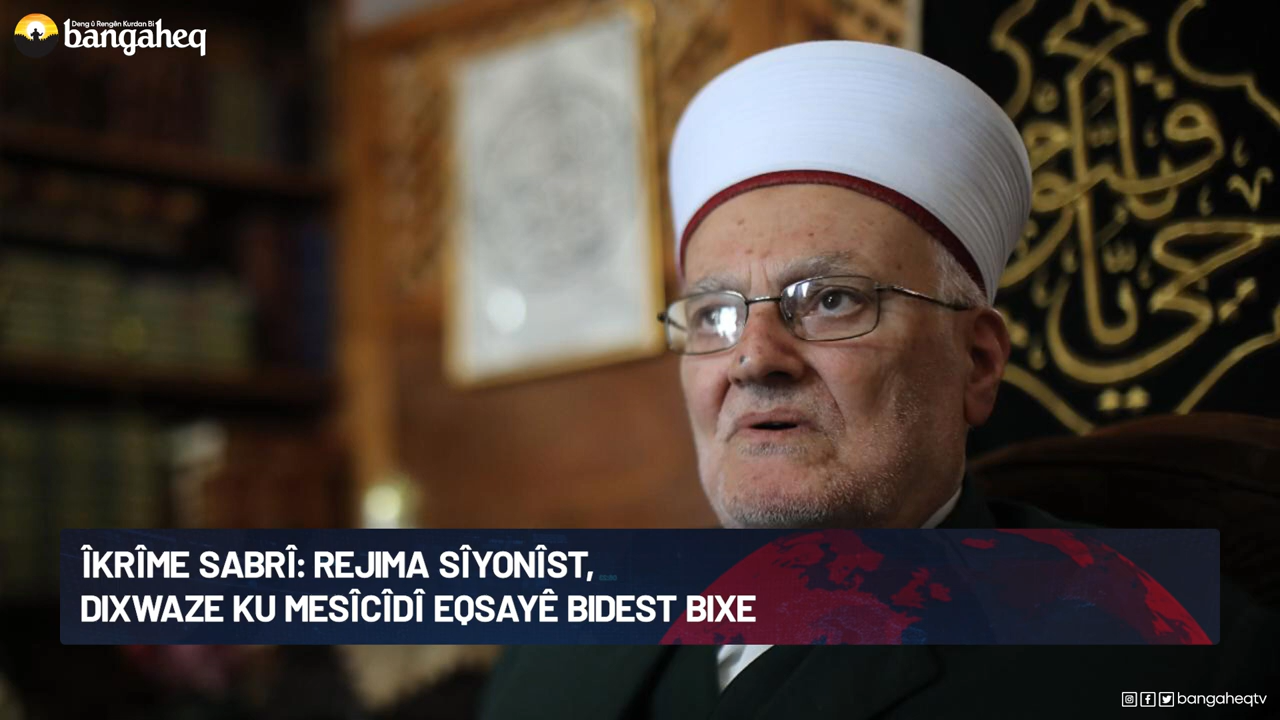 Deng û Rengên Kurdan Bi
bangaheq
ÎKRÎME SABRÎ: REJIMA SÎYONÎST,
DIXWAZE KU MESÎCÎDÎ EQSAYÊ BIDEST BIXE
bangaheqtv